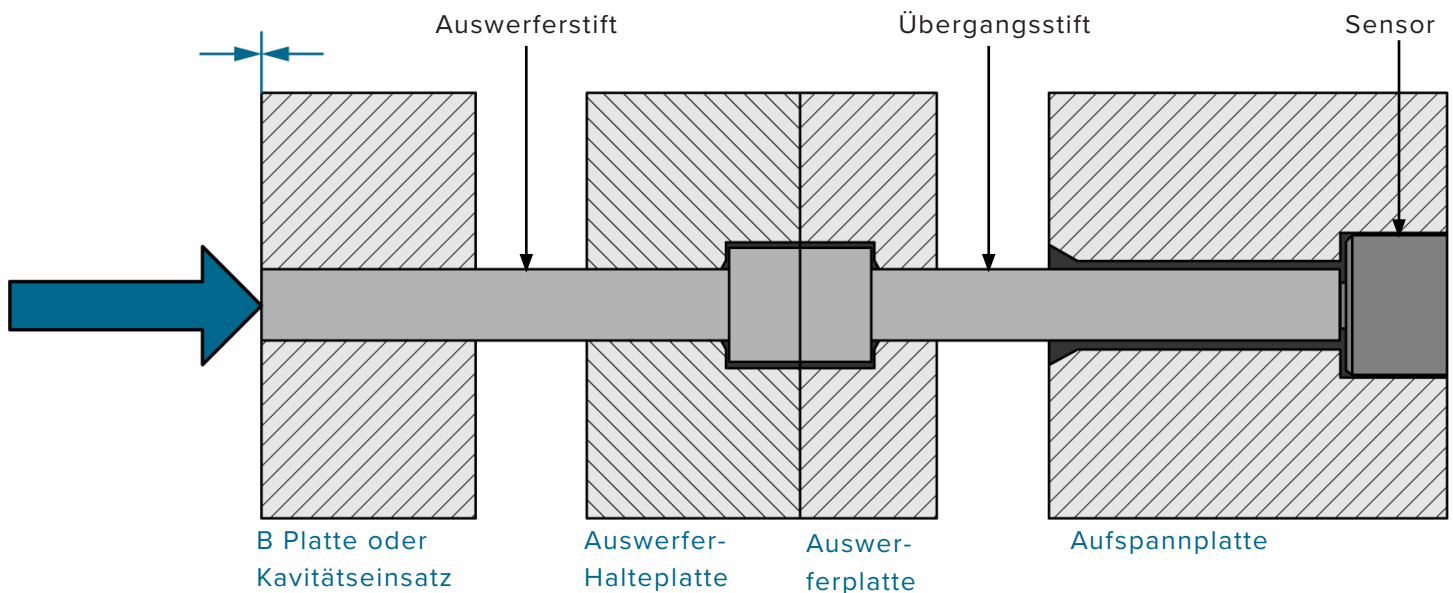 Auswerferstift
Übergangsstift
Sensor
B Platte oder
Kavitätseinsatz
Auswerfer-
Halteplatte
Auswer-
ferplatte
Aufspannplatte